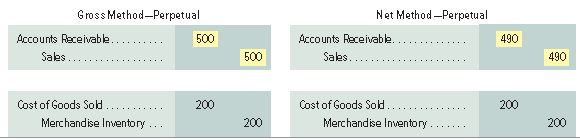 Gross Method—Perpetual
Accounts Receivable.......... 500
Sales.................. 500
Cost of Goods Sold ........... 200
Merchandise Inventory ... 200
Net Method—Perpetual
Accounts Receivable.............. 490
Sales...................... 490
Cost of Goods Sold............... 200
Merchandise Inventory ....... 200